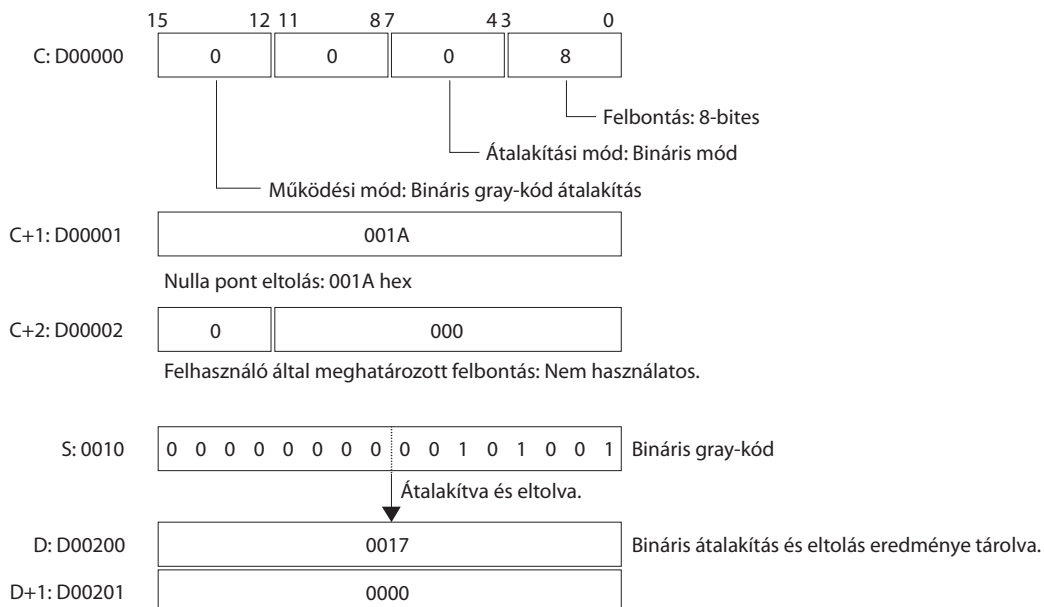 15 12 11 8 7 4 3 0
C: D00000 0 0 0 8
Felbontás: 8-bites
Átalakítási mód: Bináris mód
Működési mód: Bináris gray-kód átalakítás
C+1: D00001 001A
Nulla pont eltolás: 001A hex
C+2: D00002 0 000
Felhasználó által meghatározott felbontás: Nem használatos.
S: 0010 0 0 0 0 0 0 0 0 0 0 1 0 1 0 0 1 Bináris gray-kód
Átalakítva és eltolva.
D: D00200 0017 Bináris átalakítás és eltolás eredménye tárolva.
D+1: D00201 0000